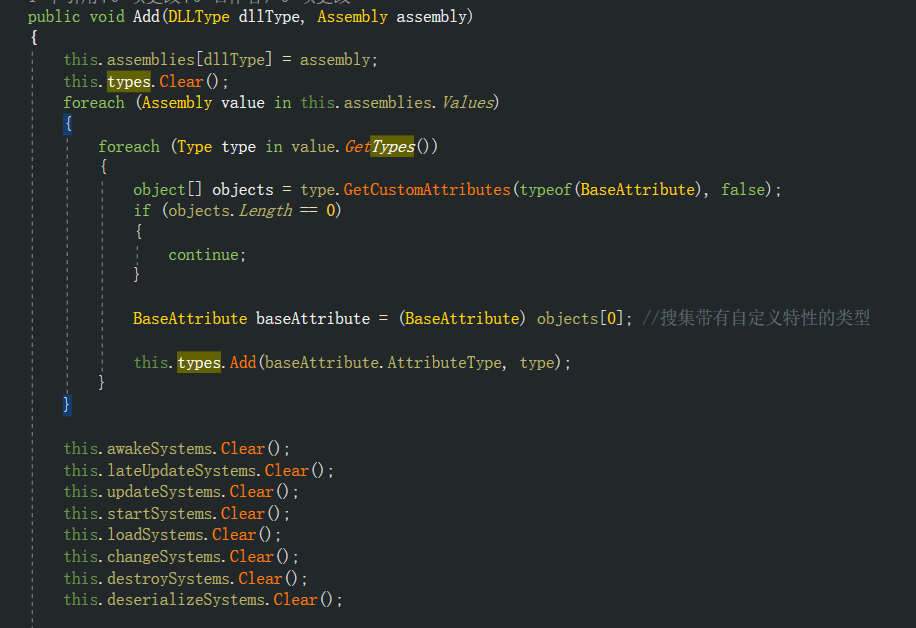 public void Add(DLLType dllType, Assembly assembly)
{
this.assemblies[dllType] = assembly;
this.types.Clear();
foreach (Assembly value in this.assemblies.Values)
{
foreach (Type type in value.GetTypes())
{
object[] objects = type.GetCustomAttributes(typeof(BaseAttribute), false);
if (objects.Length == 0)
{
continue;
}
BaseAttribute baseAttribute = (BaseAttribute) objects[0]; //搜集带有自定义特性的类型
this.types.Add(baseAttribute.AttributeType, type);
}
}
this.awakeSystems.Clear();
this.lateUpdateSystems.Clear();
this.updateSystems.Clear();
this.startSystems.Clear();
this.loadSystems.Clear();
this.changeSystems.Clear();
this.destroySystems.Clear();
this.deserializeSystems.Clear();